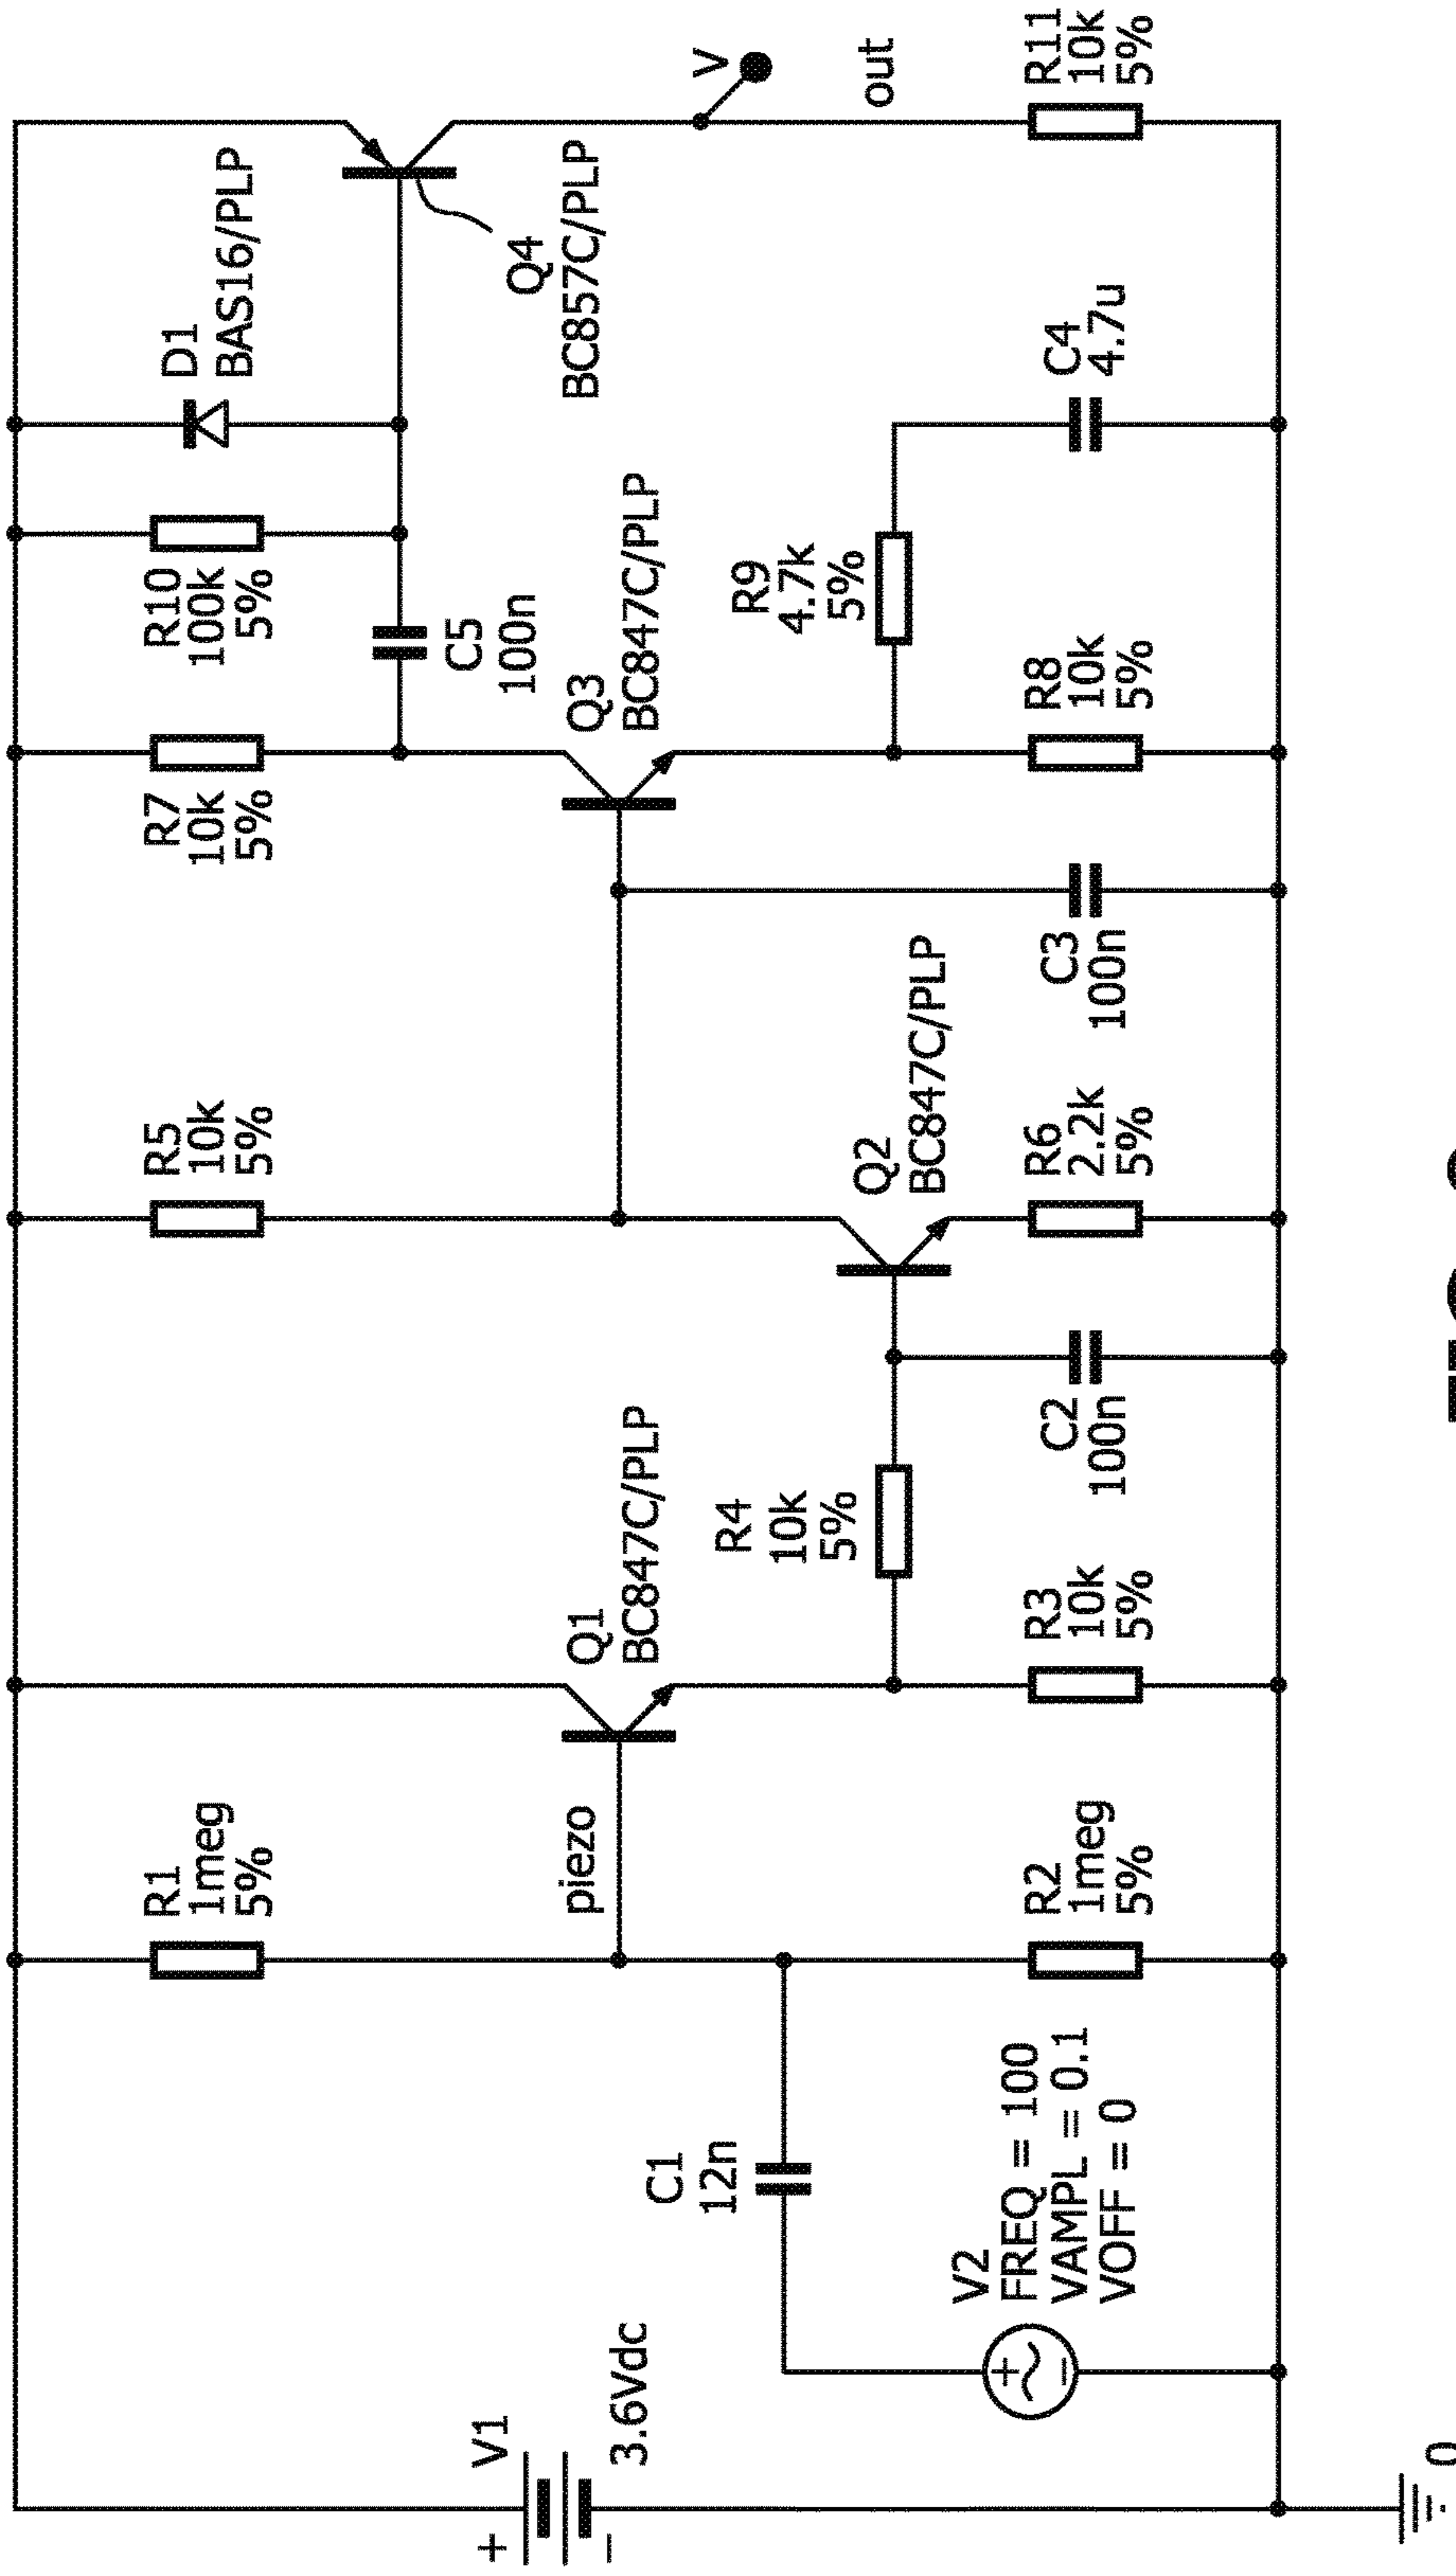 V1
+
−
3.6Vdc
0
V2
FREQ = 100
VAMPL = 0.1
VOFF = 0
+
−
C1
12n
R1
1meg
5%
piezo
R2
1meg
5%
Q1
BC847C/PLP
R3
10k
5%
R4
10k
5%
C2
100n
R5
10k
5%
Q2
BC847C/PLP
R6
2.2k
5%
C3
100n
R7
10k
5%
Q3
BC847C/PLP
R8
10k
5%
R9
4.7k
5%
C4
4.7u
C5
100n
R10
100k
5%
D1
BAS16/PLP
Q4
BC857C/PLP
V
out
R11
10k
5%